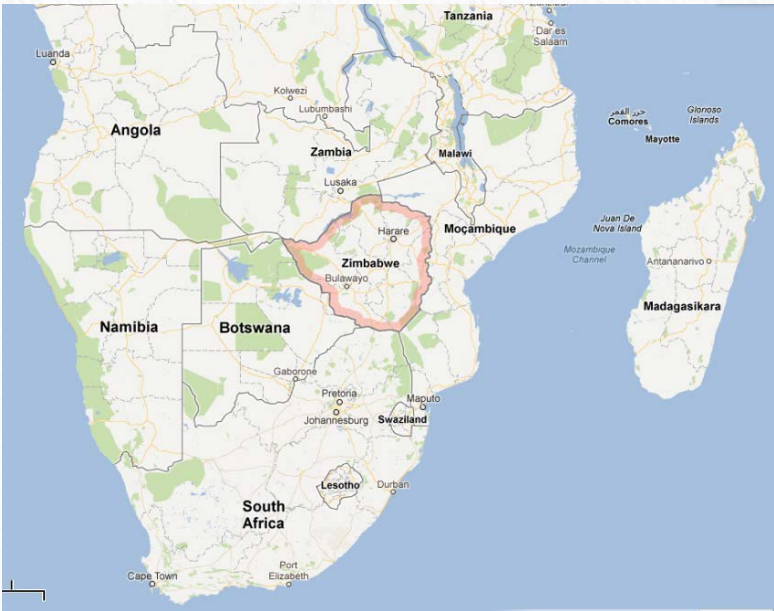 Tanzania
Dar es
Salaam
Luanda
Kolwezi
Lubumbashi
جزر القمر
Comores
Glorioso
Islands
Mayotte
Angola
Zambia
Malawi
Lusaka
Juan De
Nova Island
Moçambique
Harare
Mozambique
Channel
Antananarivo
Zimbabwe
Bulawayo
Madagasikara
Namibia
Botswana
Gaborone
Pretoria
Maputo
Johannesburg
Swaziland
Lesotho
Durban
South
Africa
Port
Elizabeth
Cape Town